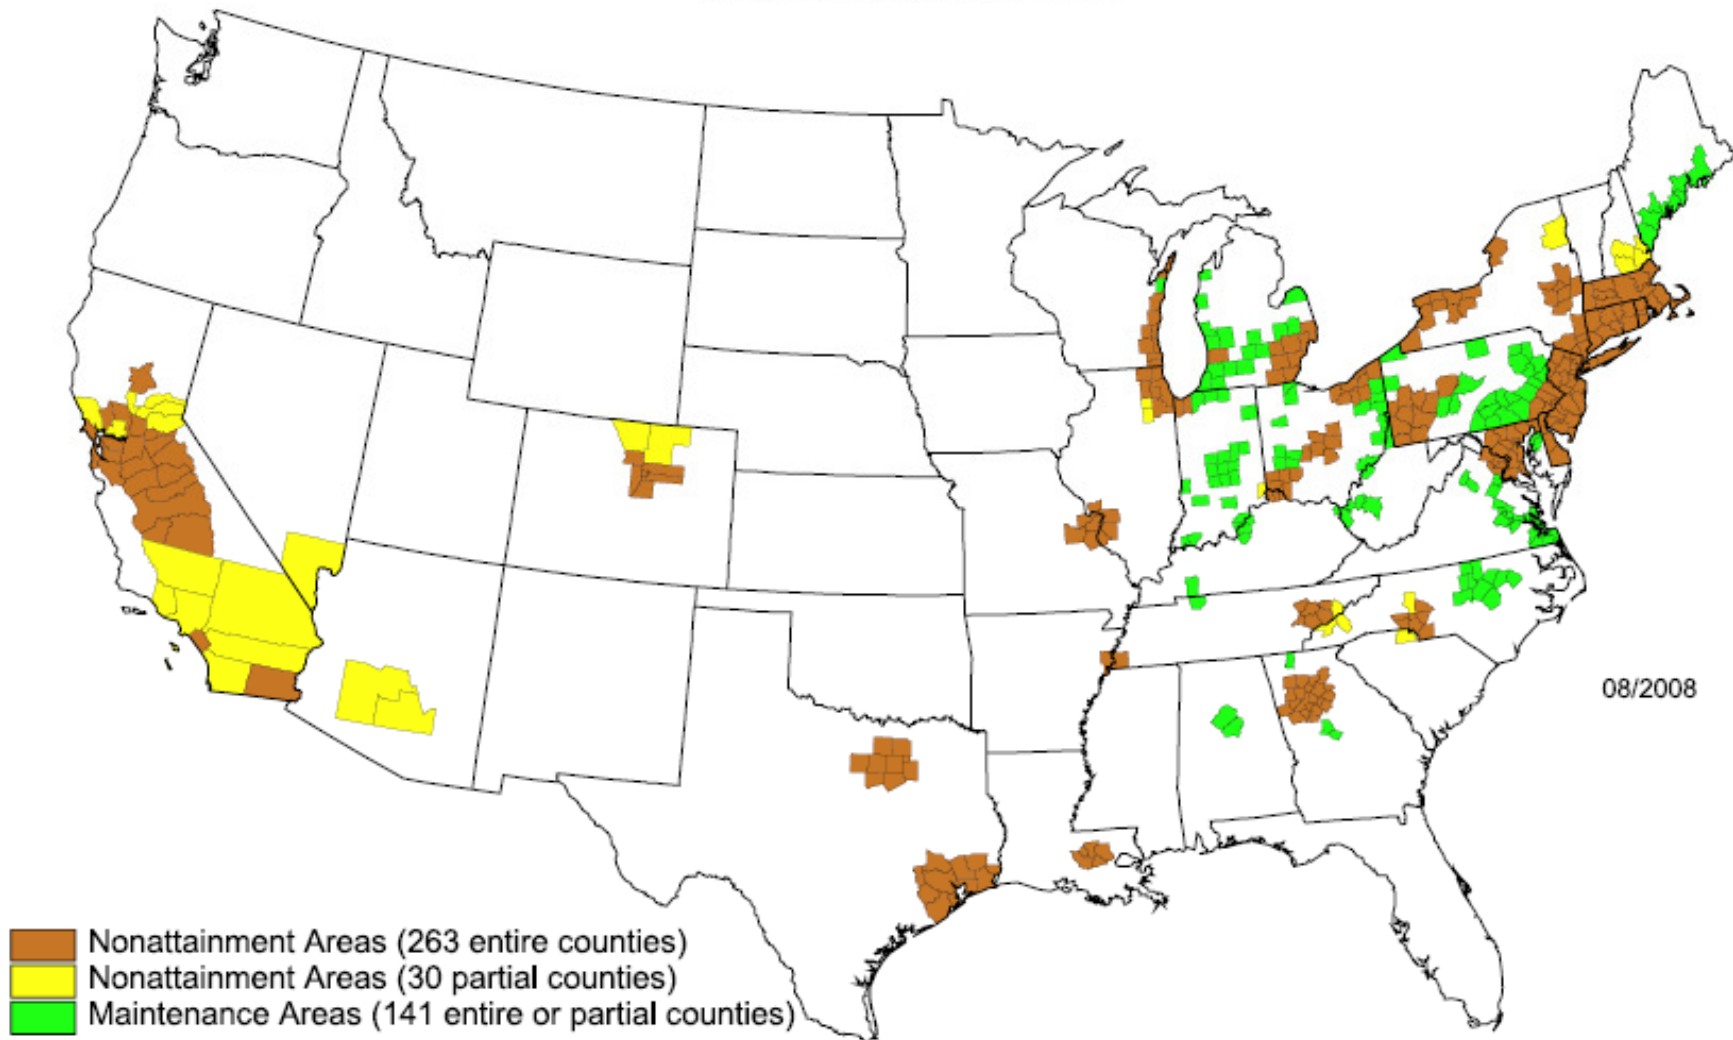 08/2008
Nonattainment Areas (263 entire counties)
Nonattainment Areas (30 partial counties)
Maintenance Areas (141 entire or partial counties)